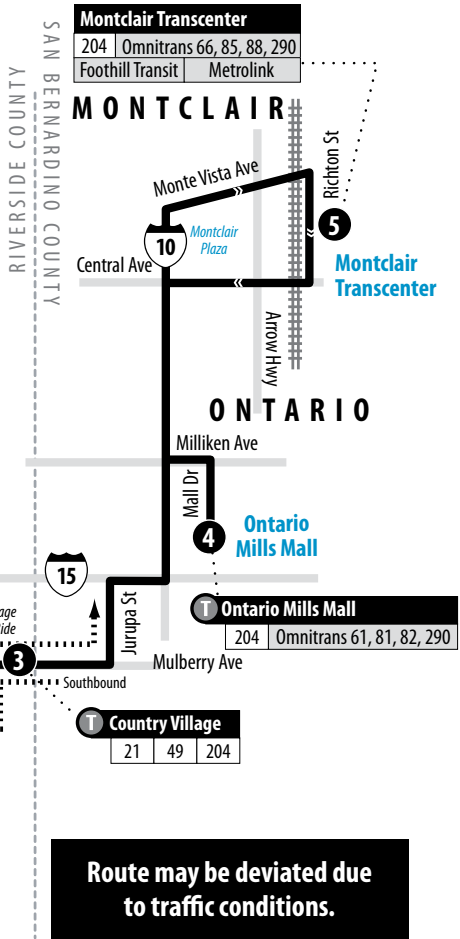 Montclair Transcenter
204 Omnitrans 66, 85, 88, 290
Foothill Transit Metrolink
SAN BERNARDINO COUNTY
RIVERSIDE COUNTY
MONTCLAIR
Richton St
Monte Vista Ave
5
10
Montclair
Plaza
Central Ave
Montclair
Transcenter
Arrow Hwy
ONTARIO
Milliken Ave
Mall Dr
4
Ontario
Mills Mall
15
T Ontario Mills Mall
204 Omnitrans 61, 81, 82, 290
Jurupa St
3
Mulberry Ave
Southbound
T Country Village
21 49 204
Route may be deviated due
to traffic conditions.